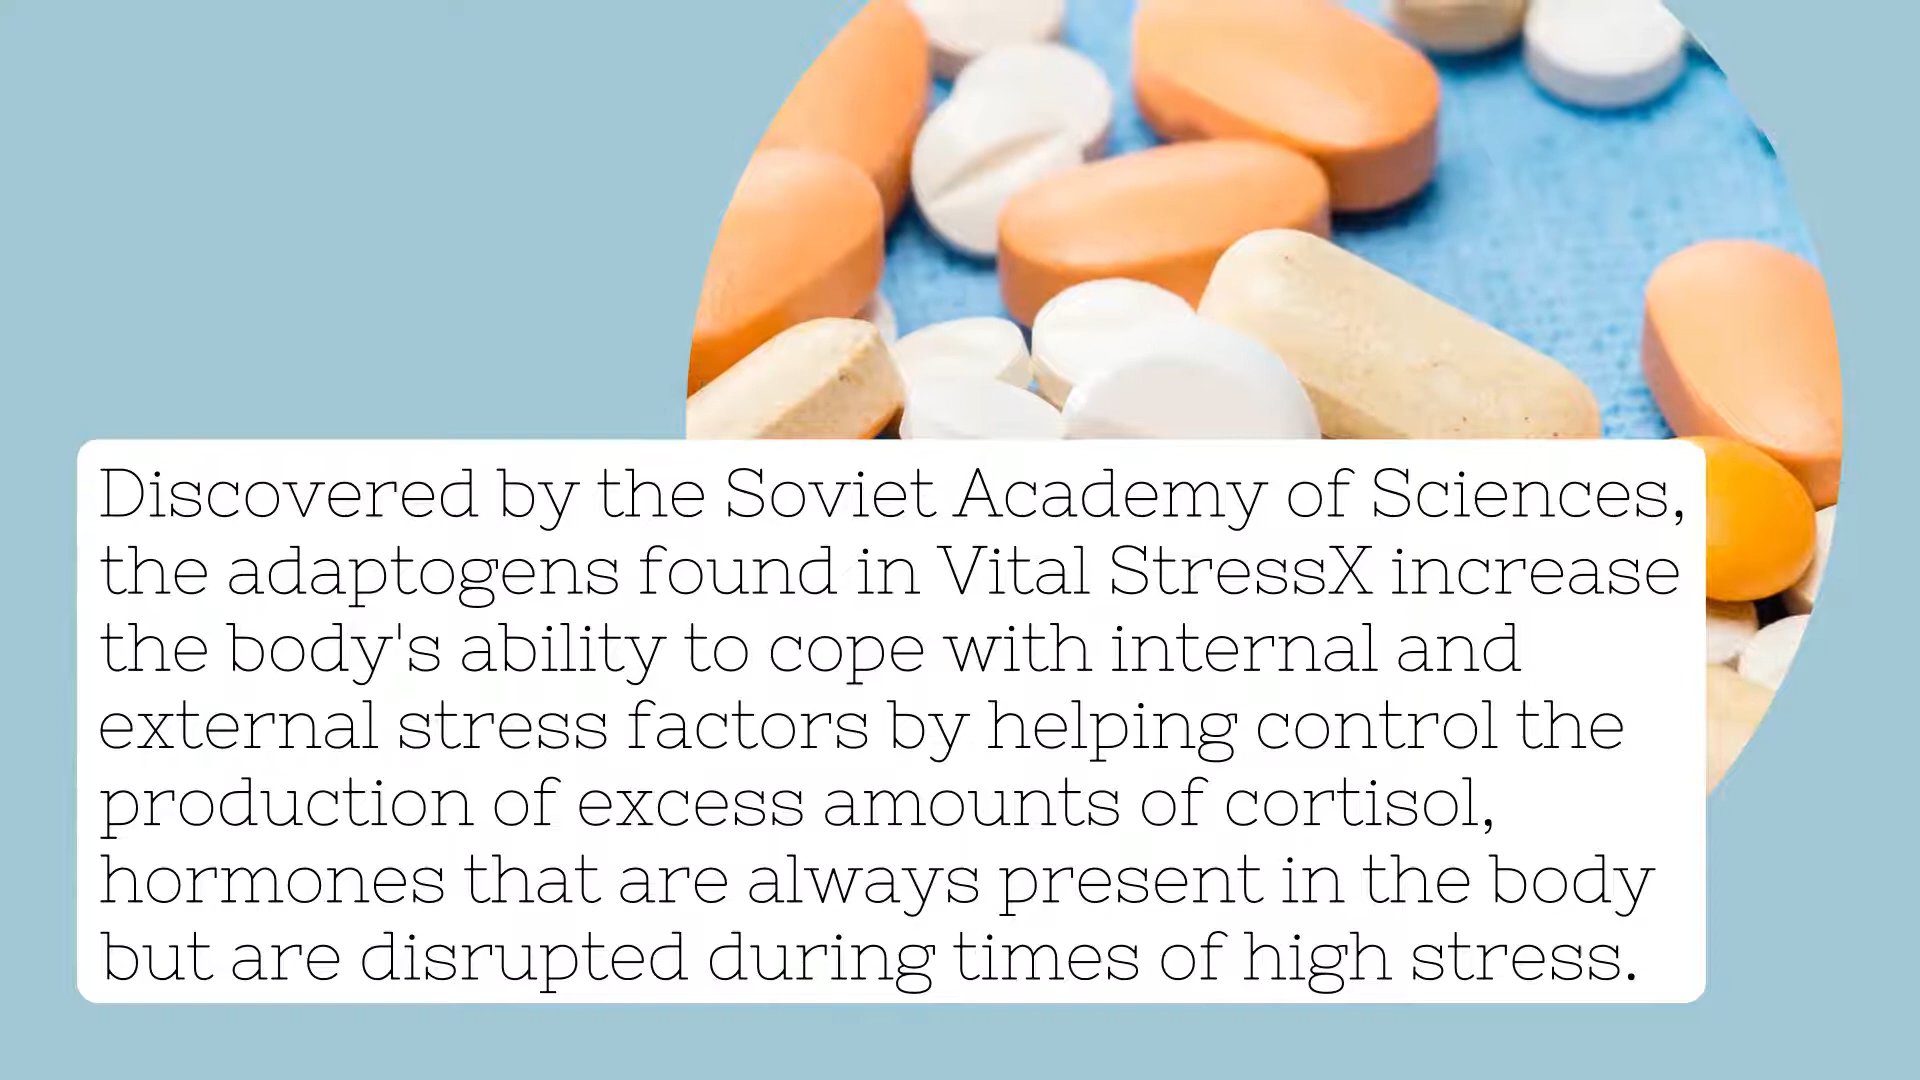 Discovered by the Soviet Academy of Sciences,
the adaptogens found in Vital StressX increase
the body's ability to cope with internal and
external stress factors by helping control the
production of excess amounts of cortisol,
hormones that are always present in the body
but are disrupted during times of high stress.